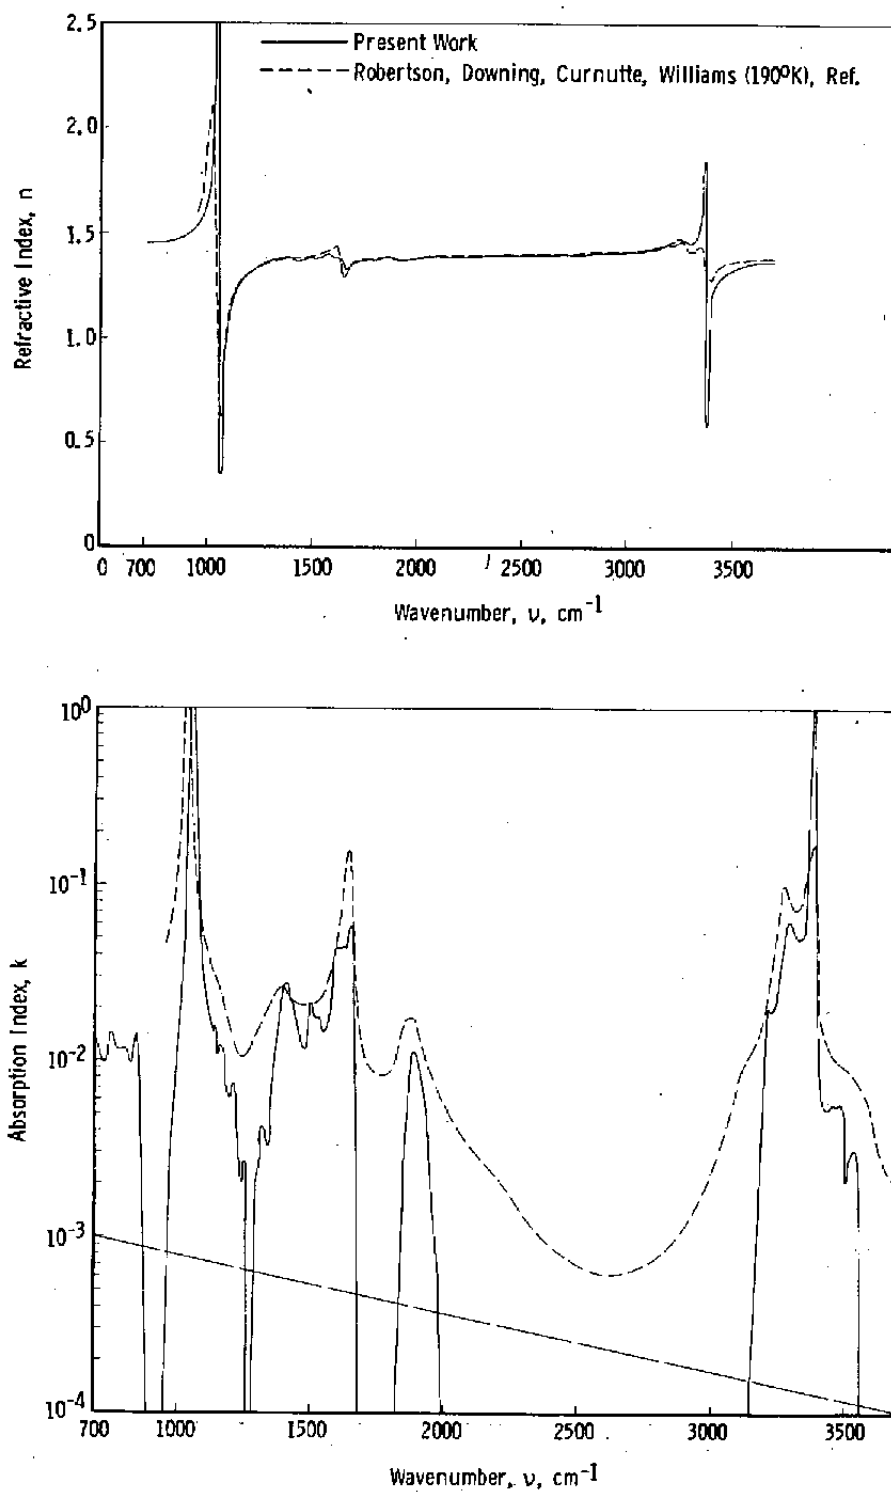 2.5
Present Work
Robertson, Downing, Curnutte, Williams (190ºK), Ref.
2.0
1.5
1.0
0.5
0
Refractive Index, n
0 700 1000 1500 2000 2500 3000 3500
Wavenumber, ν, cm⁻¹
10⁰
10⁻¹
10⁻²
10⁻³
10⁻⁴
Absorption Index, k
700 1000 1500 2000 2500 3000 3500
Wavenumber, ν, cm⁻¹